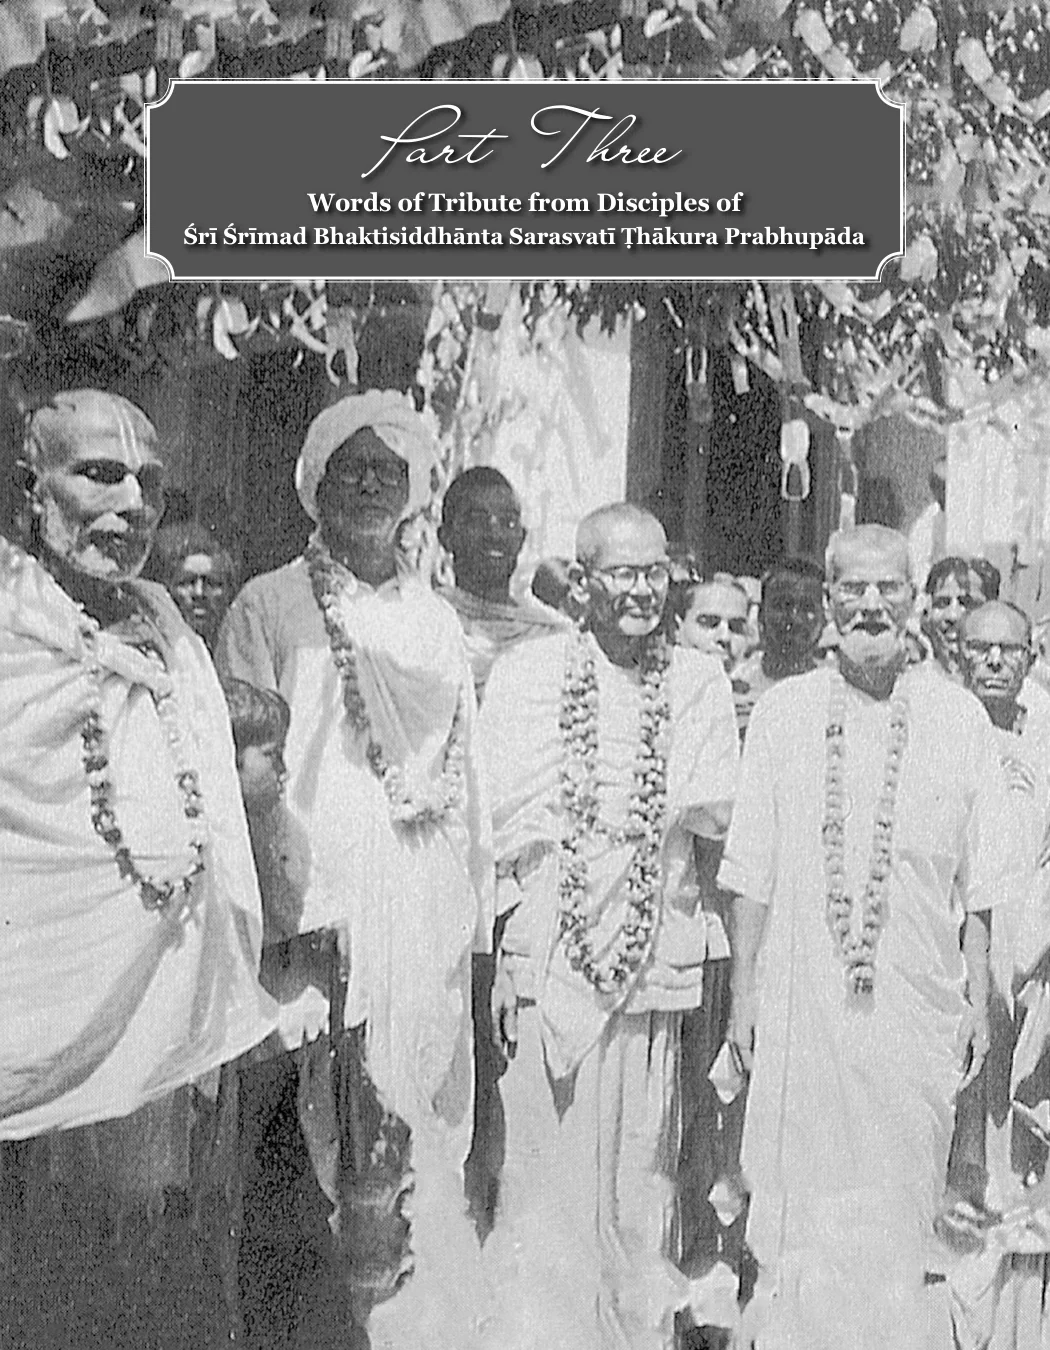 Part Three
Words of Tribute from Disciples of
Śrī Śrīmad Bhaktisiddhānta Sarasvatī Ṭhākura Prabhupāda